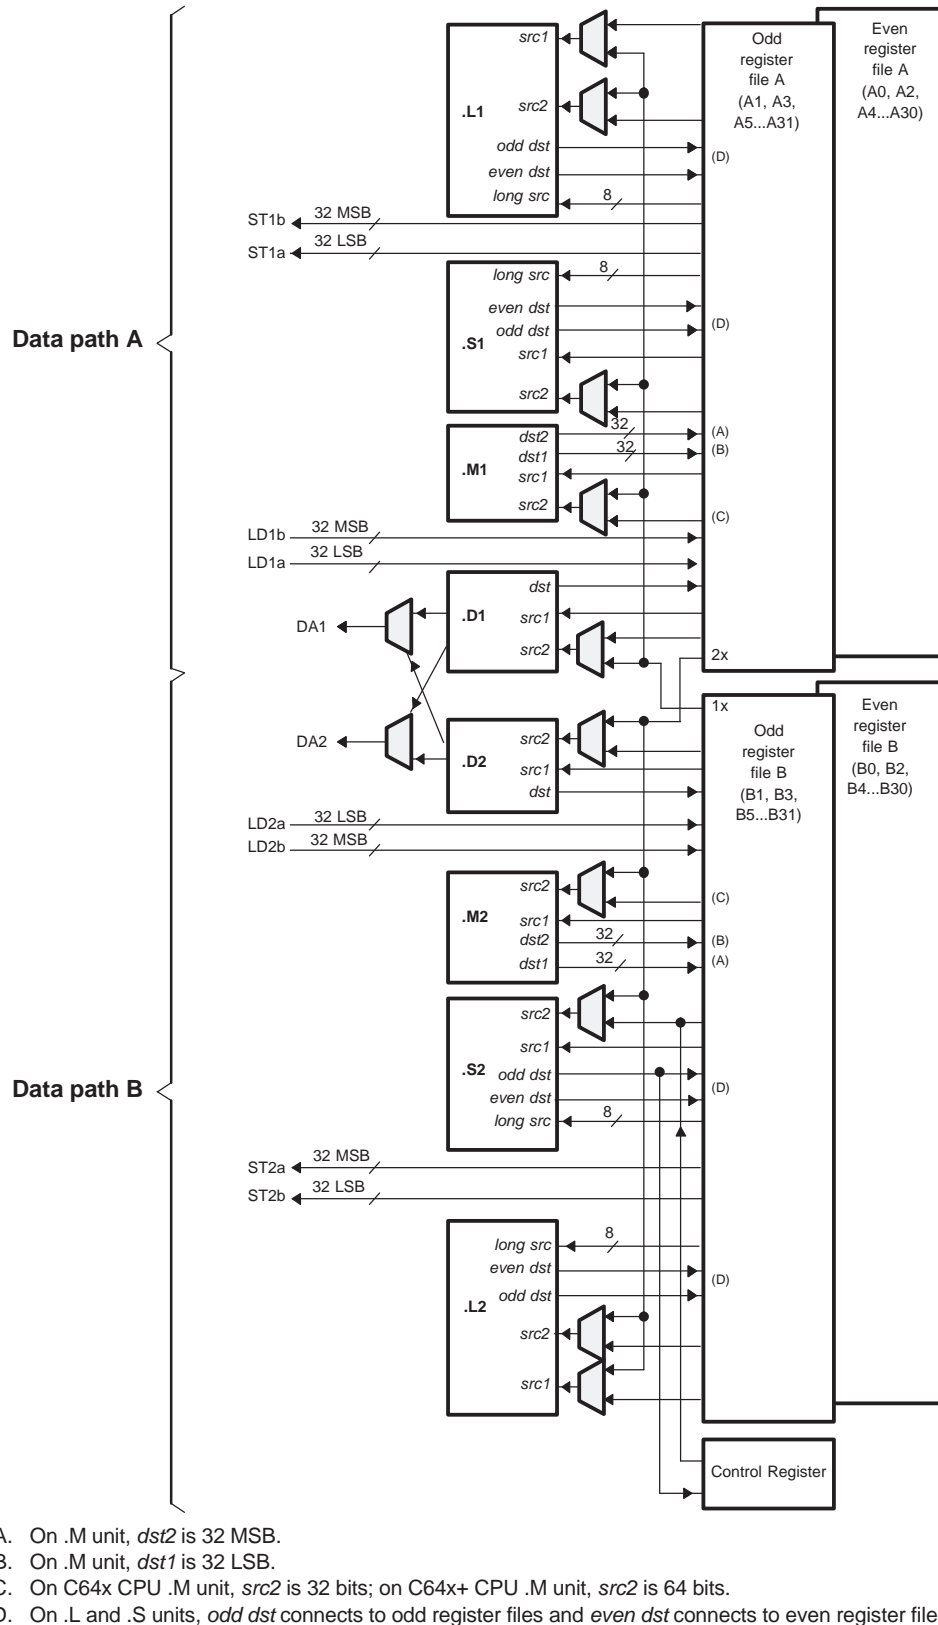 Even
register
file A
(A0, A2,
A4...A30)
Odd
register
file A
(A1, A3,
A5...A31)
src1
.L1
src2
odd dst
(D)
even dst
long src
8
ST1b
32 MSB
ST1a
32 LSB
long src
8
even dst
odd dst
(D)
.S1
src1
src2
Data path A
32
dst2
(A)
32
dst1
(B)
.M1
src1
src2
(C)
LD1b
32 MSB
LD1a
32 LSB
dst
.D1
src1
DA1
src2
2x
1x
Even
register
file B
(B0, B2,
B4...B30)
Odd
register
file B
(B1, B3,
B5...B31)
DA2
src2
.D2
src1
dst
LD2a
32 LSB
LD2b
32 MSB
src2
(C)
.M2
src1
dst2
32
(B)
dst1
32
(A)
src2
src1
.S2
odd dst
(D)
even dst
long src
8
Data path B
ST2a
32 MSB
ST2b
32 LSB
long src
8
even dst
(D)
odd dst
.L2
src2
src1
Control Register
A. On .M unit, dst2 is 32 MSB.
B. On .M unit, dst1 is 32 LSB.
C. On C64x CPU .M unit, src2 is 32 bits; on C64x+ CPU .M unit, src2 is 64 bits.
D. On .L and .S units, odd dst connects to odd register files and even dst connects to even register file